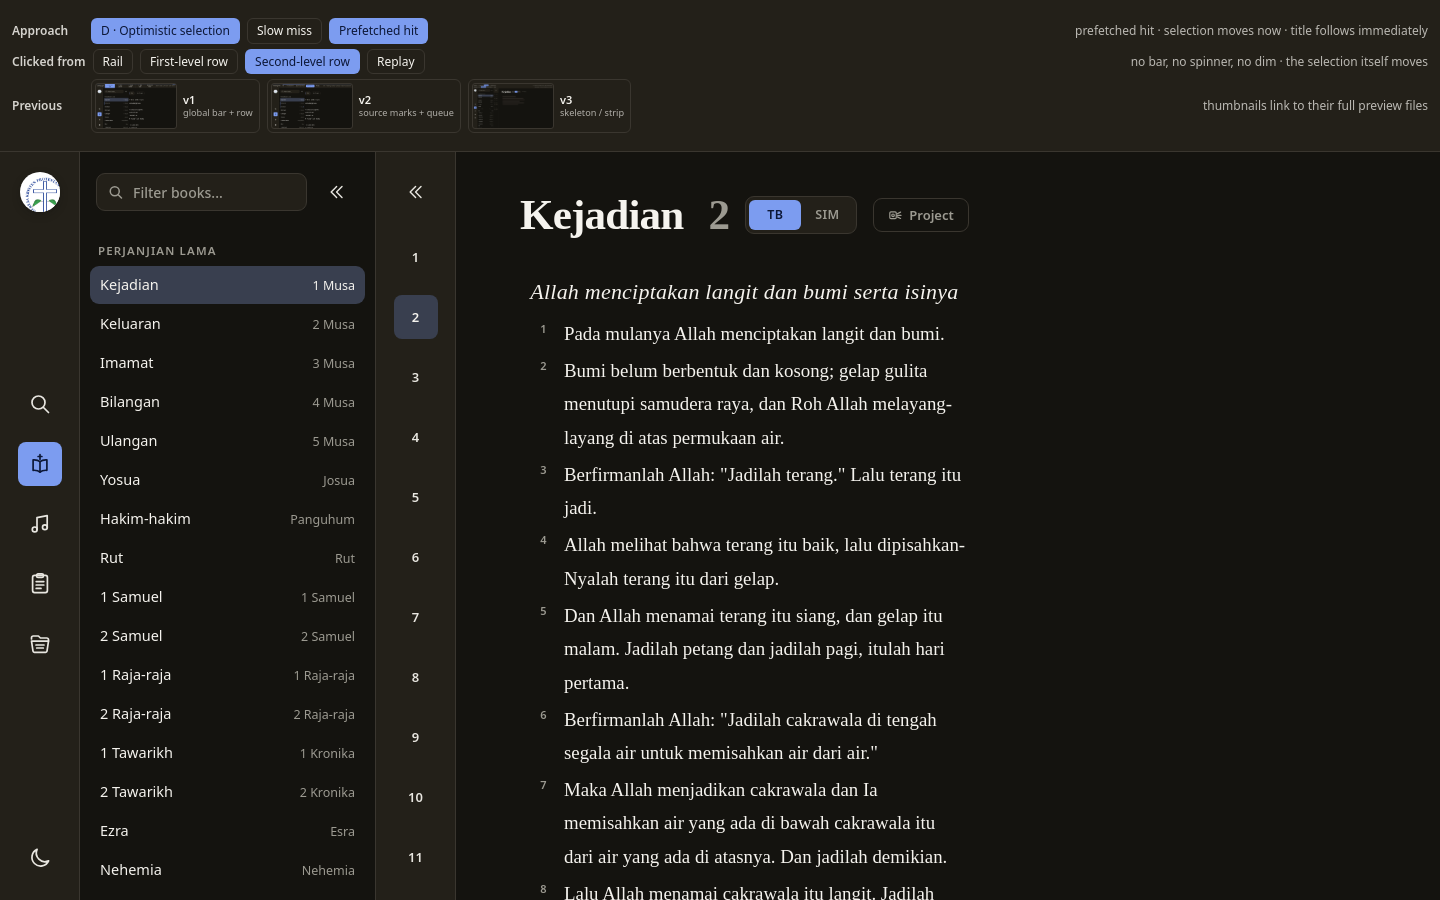 Approach
D · Optimistic selection
Slow miss
Prefetched hit
prefetched hit · selection moves now · title follows immediately
Clicked from
Rail
First-level row
Second-level row
Replay
no bar, no spinner, no dim · the selection itself moves
Previous
v1
global bar + row
v2
source marks + queue
v3
skeleton / strip
thumbnails link to their full preview files
Filter books...
PERJANJIAN LAMA
Kejadian 1 Musa
Keluaran 2 Musa
Imamat 3 Musa
Bilangan 4 Musa
Ulangan 5 Musa
Yosua Josua
Hakim-hakim Panguhum
Rut Rut
1 Samuel 1 Samuel
2 Samuel 2 Samuel
1 Raja-raja 1 Raja-raja
2 Raja-raja 2 Raja-raja
1 Tawarikh 1 Kronika
2 Tawarikh 2 Kronika
Ezra Esra
Nehemia Nehemia
1
2
3
4
5
6
7
8
9
10
11
Kejadian 2
TB SIM
Project
Allah menciptakan langit dan bumi serta isinya
1 Pada mulanya Allah menciptakan langit dan bumi.
2 Bumi belum berbentuk dan kosong; gelap gulita
menutupi samudera raya, dan Roh Allah melayang-
layang di atas permukaan air.
3 Berfirmanlah Allah: "Jadilah terang." Lalu terang itu
jadi.
4 Allah melihat bahwa terang itu baik, lalu dipisahkan-
Nyalah terang itu dari gelap.
5 Dan Allah menamai terang itu siang, dan gelap itu
malam. Jadilah petang dan jadilah pagi, itulah hari
pertama.
6 Berfirmanlah Allah: "Jadilah cakrawala di tengah
segala air untuk memisahkan air dari air."
7 Maka Allah menjadikan cakrawala dan Ia
memisahkan air yang ada di bawah cakrawala itu
dari air yang ada di atasnya. Dan jadilah demikian.
8 Lalu Allah menamai cakrawala itu langit. Jadilah